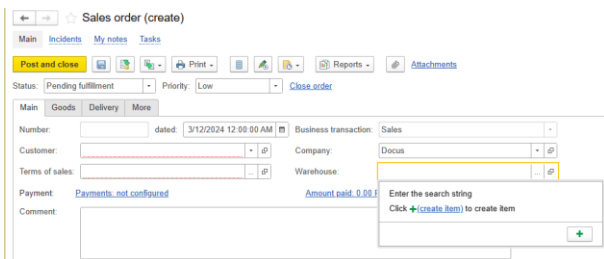 Sales order (create)
Main Incidents My notes Tasks
Post and close Print Reports Attachments
Status: Pending fulfillment Priority: Low Close order
Main Goods Delivery More
Number: dated: 3/12/2024 12:00:00 AM Business transaction: Sales
Customer: Company: Docus
Terms of sales: ... Warehouse: ...
Payment: Payments: not configured Amount paid: 0.00
Enter the search string
Comment: Click +(create item) to create item